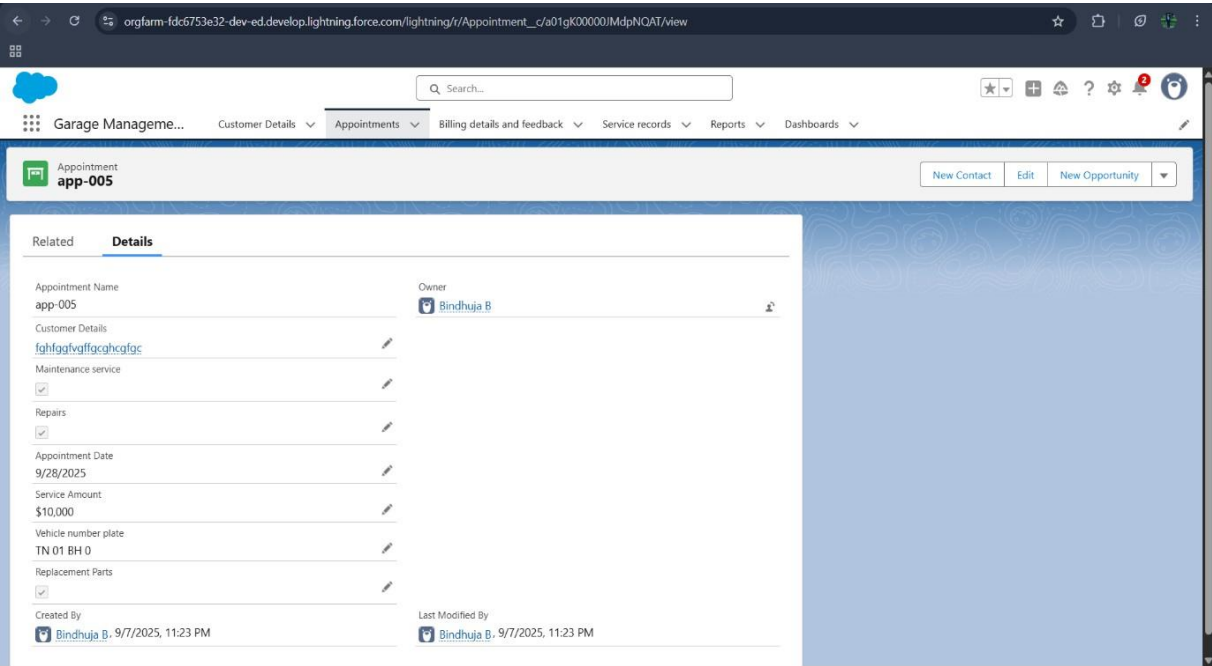 orgfarm-fdc6753e32-dev-ed.develop.lightning.force.com/lightning/r/Appointment__c/a01gK00000JMdpNQAT/view
Search...
2
Garage Manageme... Customer Details Appointments Billing details and feedback Service records Reports Dashboards
Appointment
app-005
New Contact Edit New Opportunity
Related Details
Appointment Name Owner
app-005 Bindhuja B
Customer Details
fghfggfvgffgcghcgfgc
Maintenance service
Repairs
Appointment Date
9/28/2025
Service Amount
$10,000
Vehicle number plate
TN 01 BH 0
Replacement Parts
Created By Last Modified By
Bindhuja B, 9/7/2025, 11:23 PM Bindhuja B, 9/7/2025, 11:23 PM